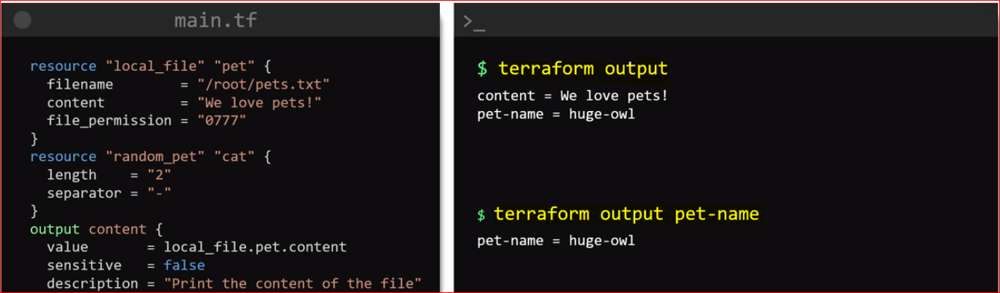 main.tf
resource "local_file" "pet" {
  filename        = "/root/pets.txt"
  content         = "We love pets!"
  file_permission = "0777"
}
resource "random_pet" "cat" {
  length    = "2"
  separator = "-"
}
output content {
  value       = local_file.pet.content
  sensitive   = false
  description = "Print the content of the file"
>_
$ terraform output
content = We love pets!
pet-name = huge-owl
$ terraform output pet-name
pet-name = huge-owl